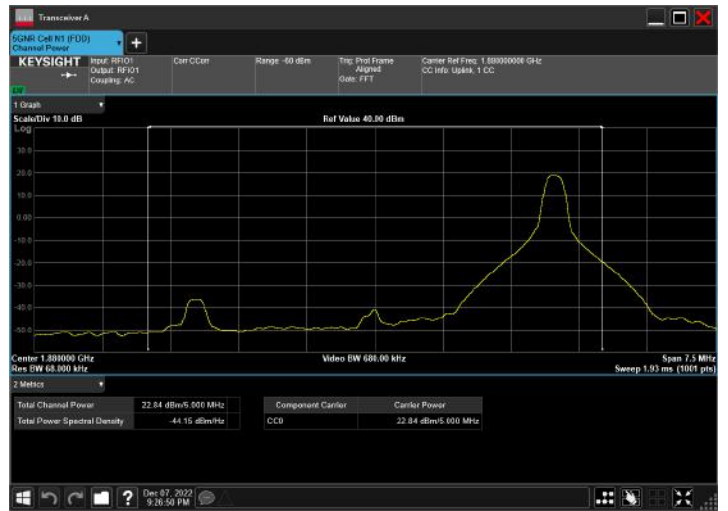 Transceiver A
5GNR Cell N1 (FDD)
Channel Power
KEYSIGHT
Input: RFIO1
Output: RFIO1
Coupling: AC
Corr CCorr
Range -60 dBm
Trig: Prot Frame
Aligned
Gate: FFT
Carrier Ref Freq: 1.880000000 GHz
CC Info: Uplink, 1 CC
1 Graph
Scale/Div 10.0 dB
Ref Value 40.00 dBm
Log
30.0
20.0
10.0
0.00
-10.0
-20.0
-30.0
-40.0
-50.0
Center 1.880000 GHz
Video BW 680.00 kHz
Span 7.5 MHz
Res BW 68.000 kHz
Sweep 1.93 ms (1001 pts)
2 Metrics
Total Channel Power
22.84 dBm/5.000 MHz
Total Power Spectral Density
-44.15 dBm/Hz
Component Carrier
Carrier Power
CC0
22.84 dBm/5.000 MHz
Dec 07, 2022
9:26:50 PM